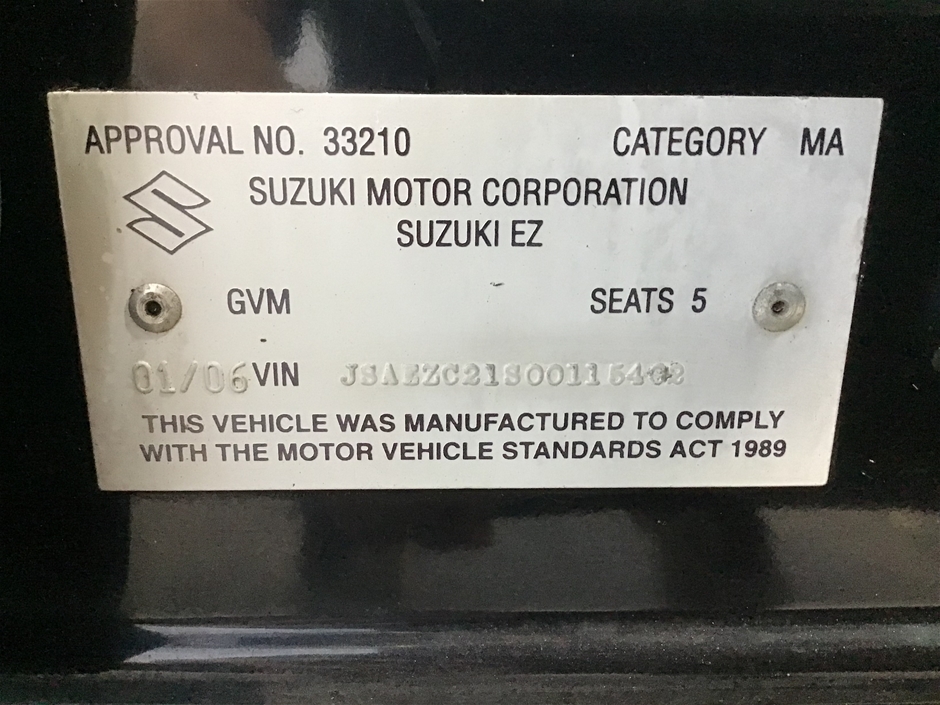 APPROVAL NO. 33210 CATEGORY MA
SUZUKI MOTOR CORPORATION
SUZUKI EZ
GVM SEATS 5
01/06 VIN
THIS VEHICLE WAS MANUFACTURED TO COMPLY
WITH THE MOTOR VEHICLE STANDARDS ACT 1989